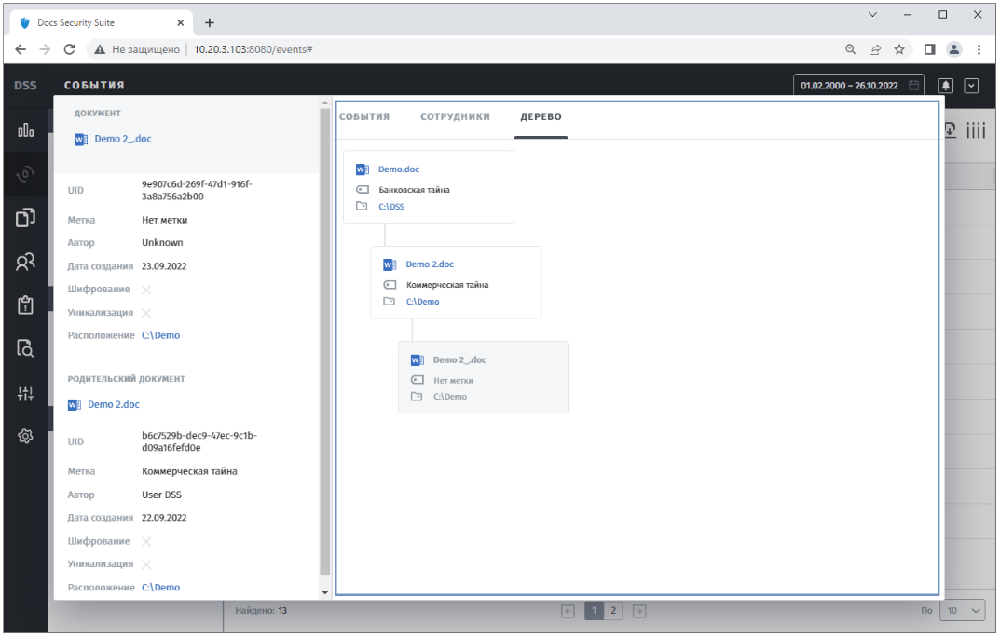 Docs Security Suite
Не защищено
10.20.3.103:8080/events#
DSS
СОБЫТИЯ
01.02.2000 – 26.10.2022
ДОКУМЕНТ
Demo 2_.doc
UID 9e907c6d-269f-47d1-916f-
3a8a756a2b00
Метка Нет метки
Автор Unknown
Дата создания 23.09.2022
Шифрование
Уникализация
Расположение C:\Demo
РОДИТЕЛЬСКИЙ ДОКУМЕНТ
Demo 2.doc
UID b6c7529b-dec9-47ec-9c1b-
d09a16fefd0e
Метка Коммерческая тайна
Автор User DSS
Дата создания 22.09.2022
Шифрование
Уникализация
Расположение C:\Demo
СОБЫТИЯ СОТРУДНИКИ ДЕРЕВО
Demo.doc
Банковская тайна
C:\DSS
Demo 2.doc
Коммерческая тайна
C:\Demo
Demo 2_.doc
Нет метки
C:\Demo
Найдено: 13
1 2
По 10